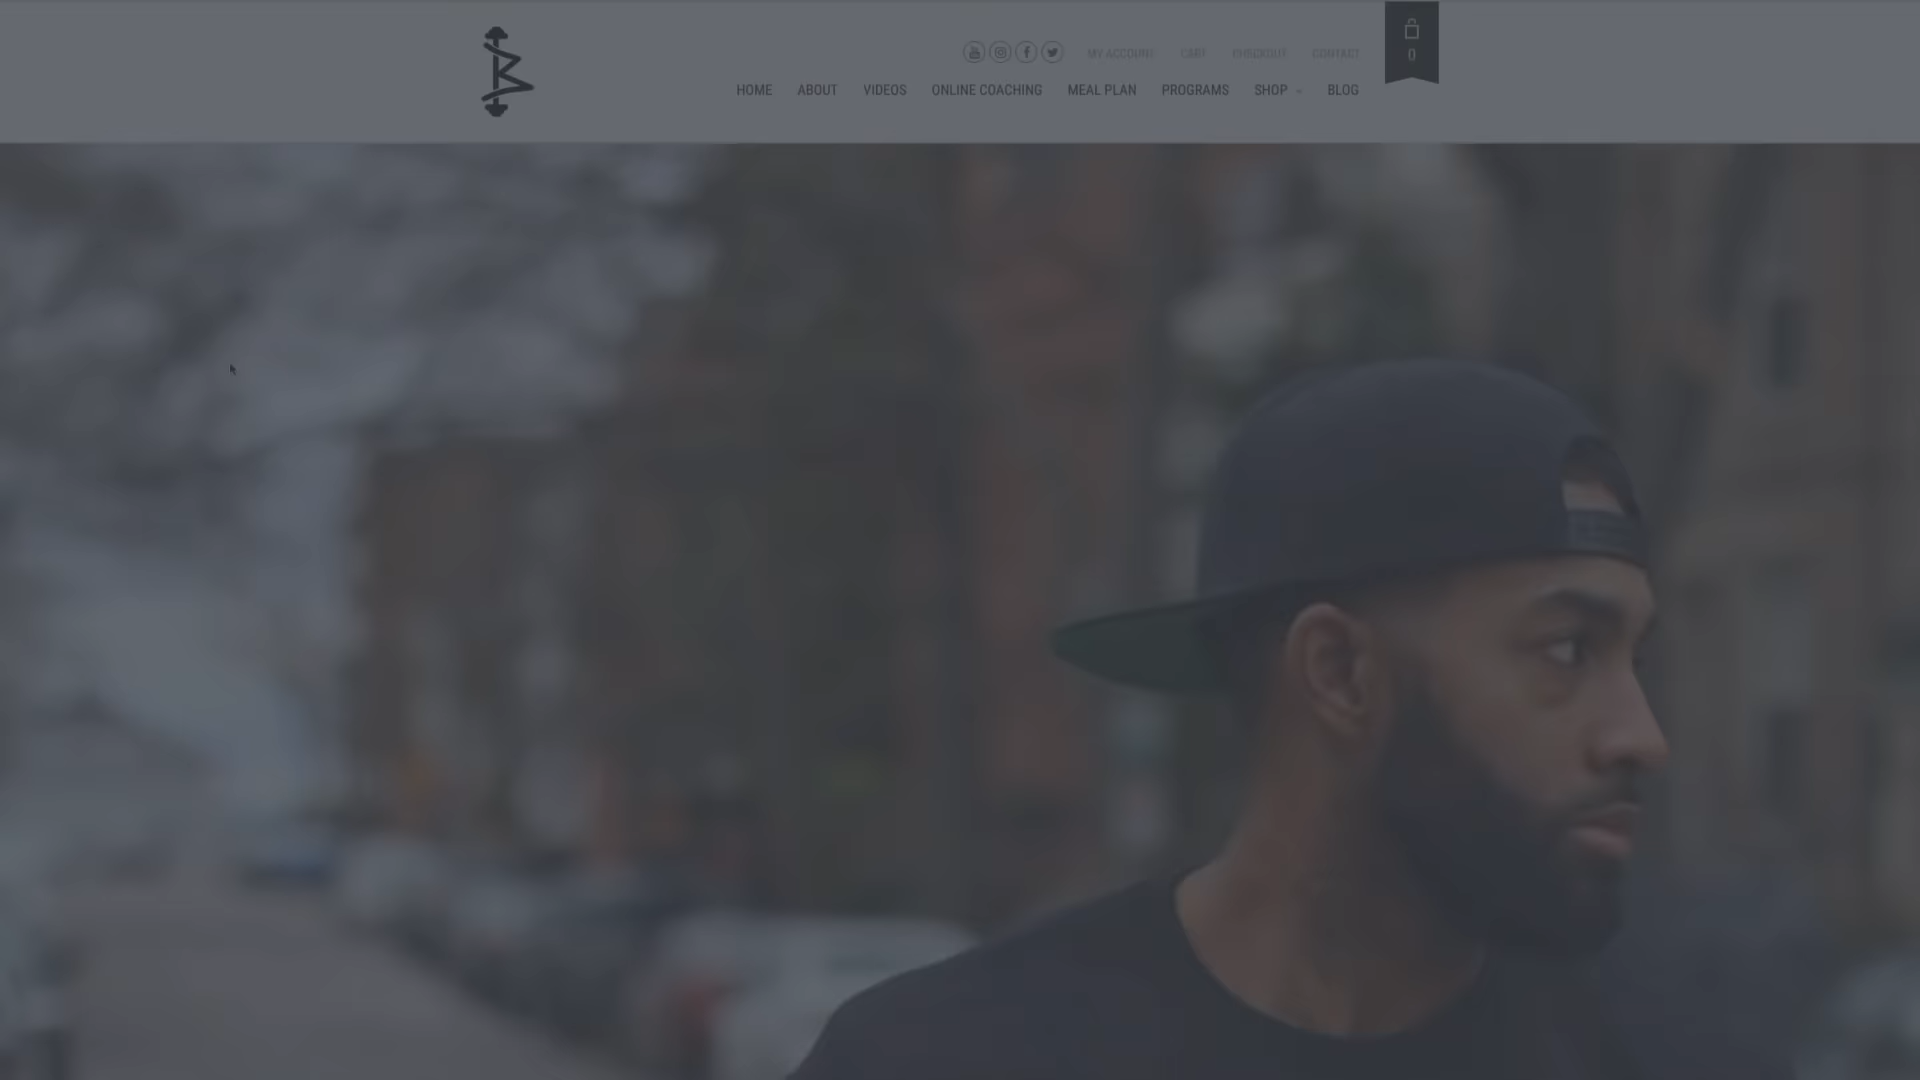 MY ACCOUNT CART CHECKOUT CONTACT
0
HOME ABOUT VIDEOS ONLINE COACHING MEAL PLAN PROGRAMS SHOP BLOG